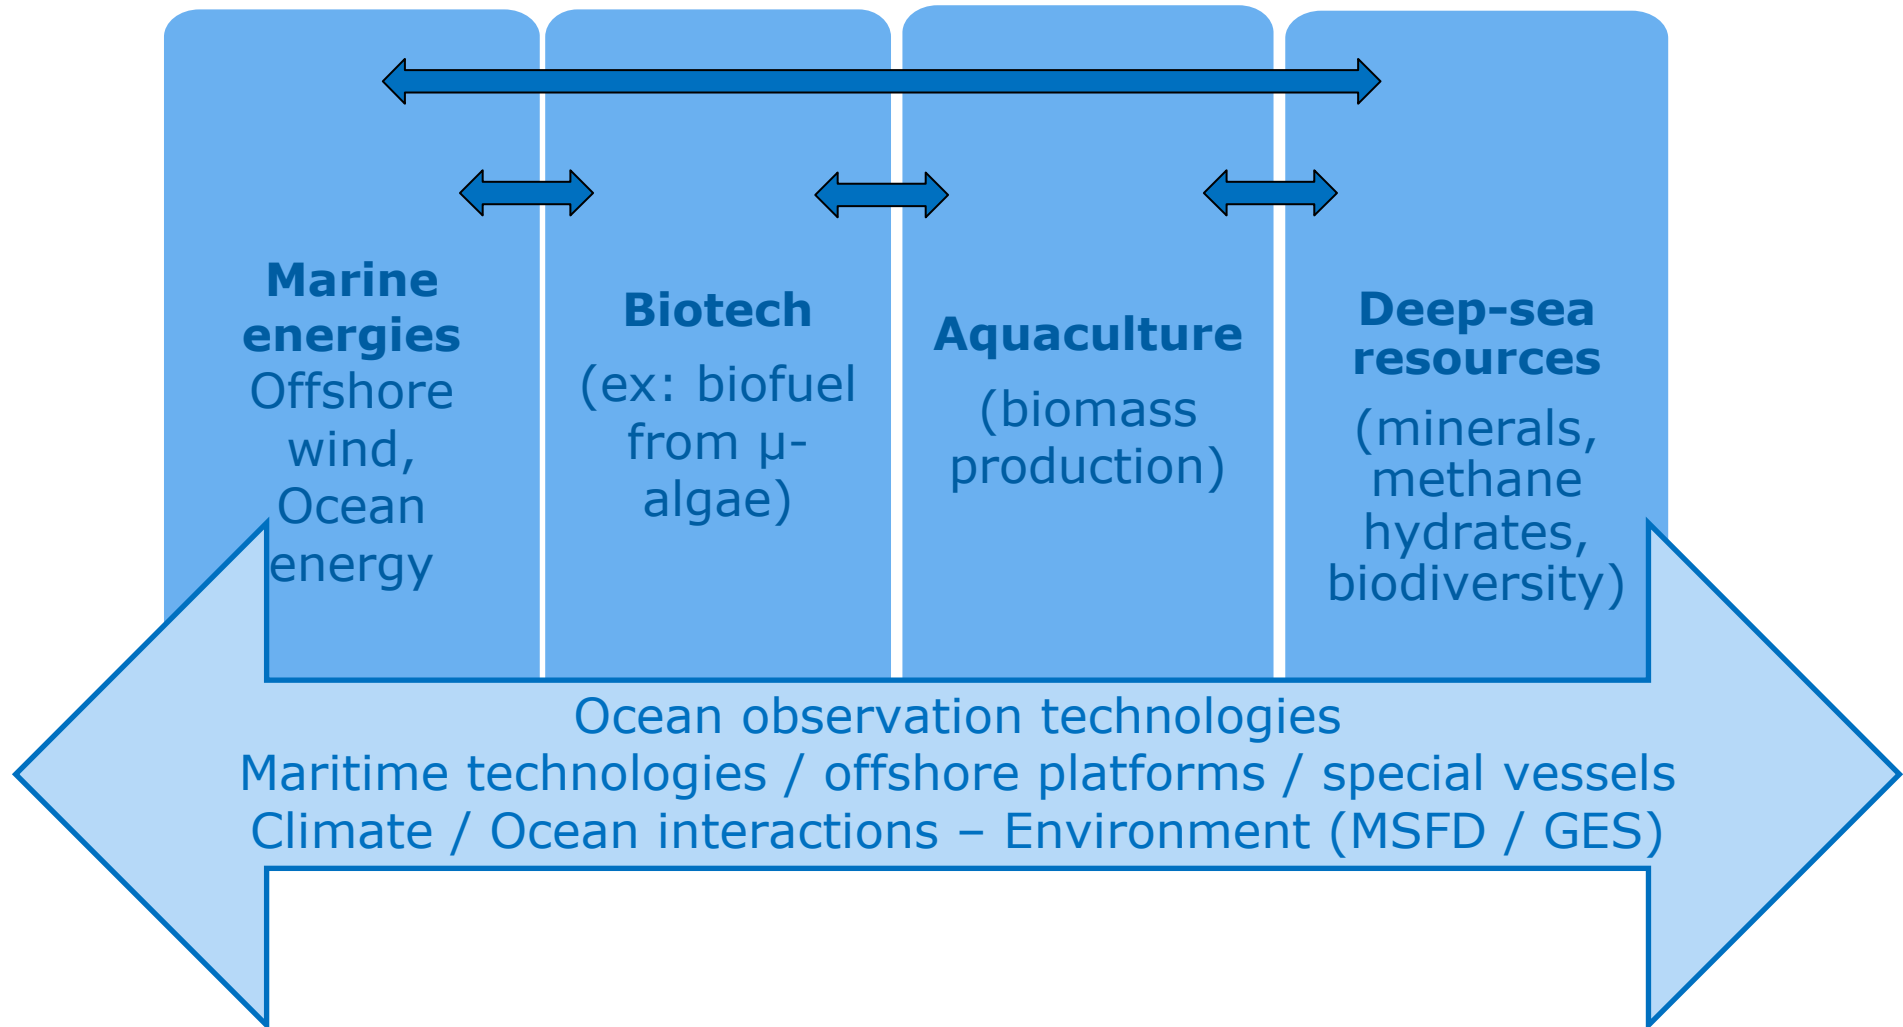 Marine
energies
Offshore
wind,
Ocean
energy
Biotech
(ex: biofuel
from µ-
algae)
Aquaculture
(biomass
production)
Deep-sea
resources
(minerals,
methane
hydrates,
biodiversity)
Ocean observation technologies
Maritime technologies / offshore platforms / special vessels
Climate / Ocean interactions – Environment (MSFD / GES)